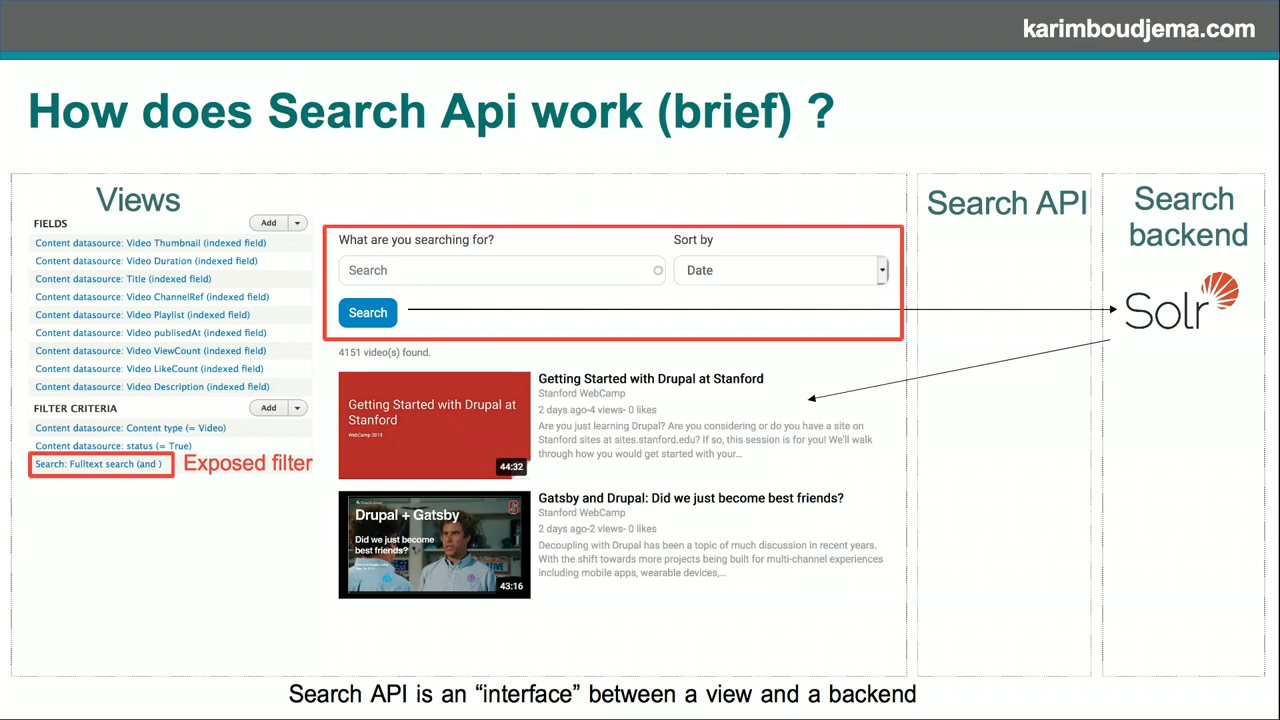 karimboudjema.com
How does Search Api work (brief) ?
Views
FIELDS
Add
Content datasource: Video Thumbnail (indexed field)
Content datasource: Video Duration (indexed field)
Content datasource: Title (indexed field)
Content datasource: Video ChannelRef (indexed field)
Content datasource: Video Playlist (indexed field)
Content datasource: Video publisedAt (indexed field)
Content datasource: Video ViewCount (indexed field)
Content datasource: Video LikeCount (indexed field)
Content datasource: Video Description (indexed field)
FILTER CRITERIA
Add
Content datasource: Content type (= Video)
Content datasource: status (= True)
Search: Fulltext search (and )
Exposed filter
What are you searching for?
Sort by
Search
Date
Search
4151 video(s) found.
Getting Started with Drupal at
Stanford
WebCamp 2019
44:32
Getting Started with Drupal at Stanford
Stanford WebCamp
2 days ago-4 views- 0 likes
Are you just learning Drupal? Are you considering or do you have a site on
Stanford sites at sites.stanford.edu? If so, this session is for you! We'll walk
through how you would get started with your...
Drupal + Gatsby
Did we just become
best friends?
43:16
Gatsby and Drupal: Did we just become best friends?
Stanford WebCamp
2 days ago-2 views- 0 likes
Decoupling with Drupal has been a topic of much discussion in recent years.
With the shift towards more projects being built for multi-channel experiences
including mobile apps, wearable devices,...
Search API
Search
backend
Solr
Search API is an “interface” between a view and a backend